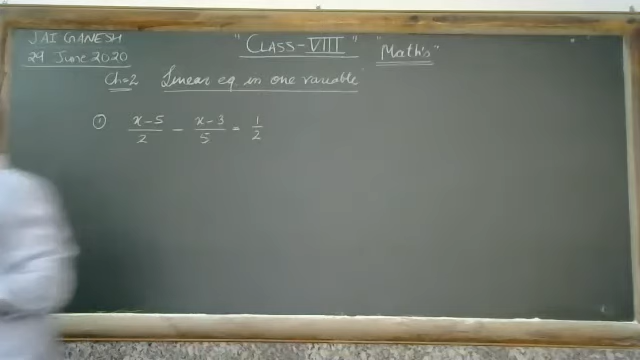 JAI GANESH
29 June 2020
"CLASS-VIII" "Math's"
Ch-2 Linear eq in one variable
① x-5/2 - x-3/5 = 1/2